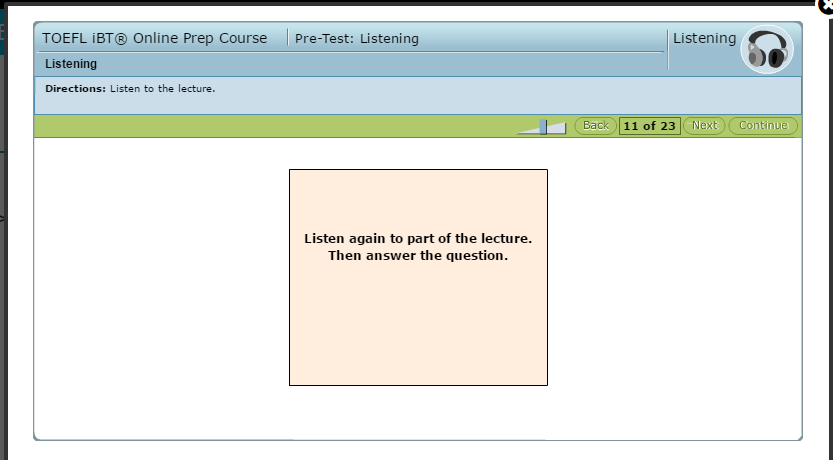 TOEFL iBT® Online Prep Course
Pre-Test: Listening
Listening
Listening
Directions: Listen to the lecture.
Back
11 of 23
Next
Continue
Listen again to part of the lecture.
Then answer the question.